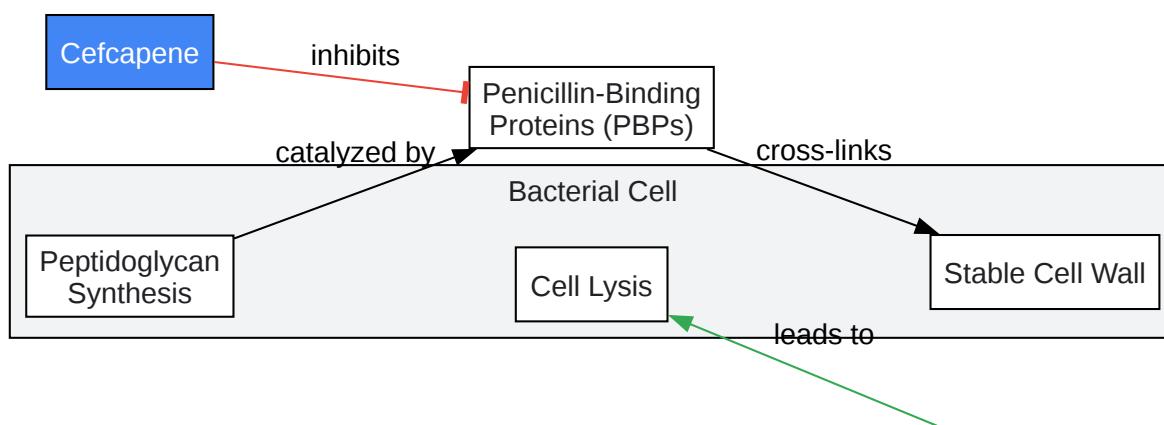 Cefcapene
inhibits
Penicillin-Binding
Proteins (PBPs)
catalyzed by
cross-links
Bacterial Cell
Peptidoglycan
Synthesis
Cell Lysis
Stable Cell Wall
leads to